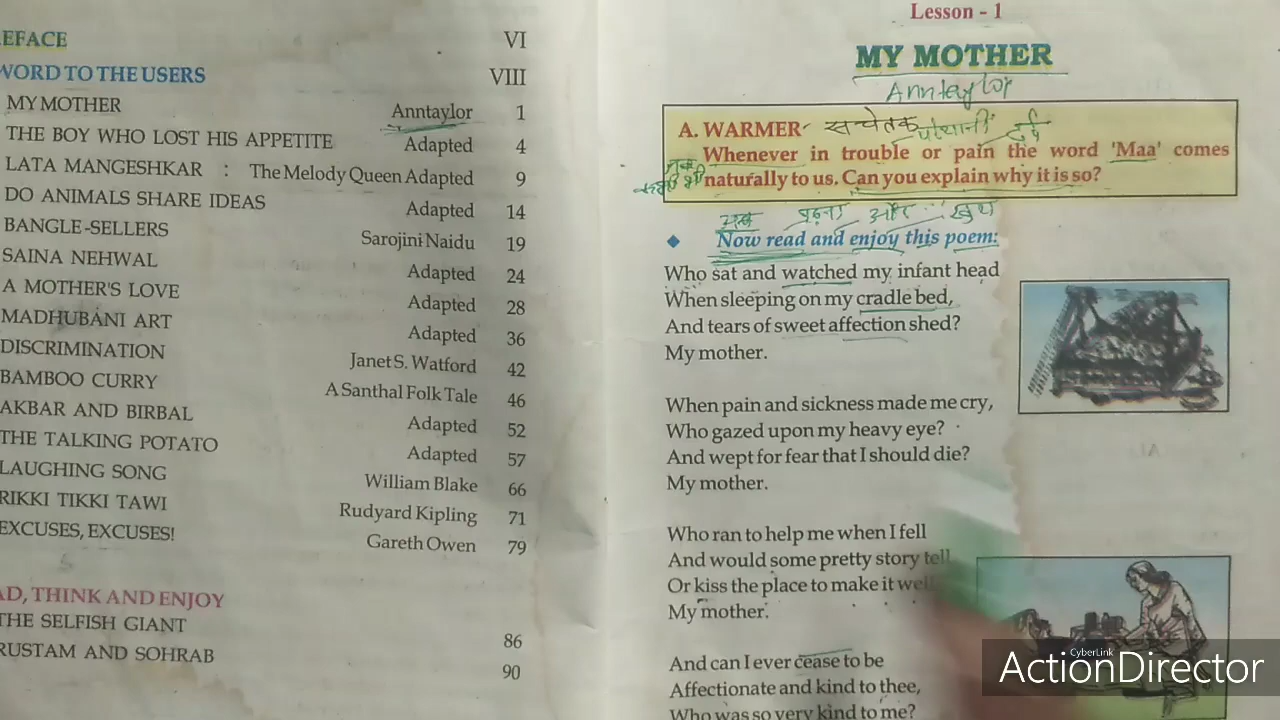 EFACE VI
WORD TO THE USERS VIII
MY MOTHER Anntaylor 1
THE BOY WHO LOST HIS APPETITE Adapted 4
LATA MANGESHKAR : The Melody Queen Adapted 9
DO ANIMALS SHARE IDEAS Adapted 14
BANGLE-SELLERS Sarojini Naidu 19
SAINA NEHWAL Adapted 24
A MOTHER'S LOVE Adapted 28
MADHUBANI ART Adapted 36
DISCRIMINATION Janet S. Watford 42
BAMBOO CURRY A Santhal Folk Tale 46
AKBAR AND BIRBAL Adapted 52
THE TALKING POTATO Adapted 57
LAUGHING SONG William Blake 66
RIKKI TIKKI TAWI Rudyard Kipling 71
EXCUSES, EXCUSES! Gareth Owen 79
AD, THINK AND ENJOY
THE SELFISH GIANT 86
RUSTAM AND SOHRAB 90
Lesson - 1
MY MOTHER
Anntaylor
A. WARMER सचेतक
Whenever in trouble or pain the word 'Maa' comes
naturally to us. Can you explain why it is so?
पढ़ना और
Now read and enjoy this poem:
Who sat and watched my infant head
When sleeping on my cradle bed,
And tears of sweet affection shed?
My mother.
When pain and sickness made me cry,
Who gazed upon my heavy eye?
And wept for fear that I should die?
My mother.
Who ran to help me when I fell
And would some pretty story tell
Or kiss the place to make it well
My mother.
And can I ever cease to be
Affectionate and kind to thee,
Who was so very kind to me?
CyberLink
ActionDirector